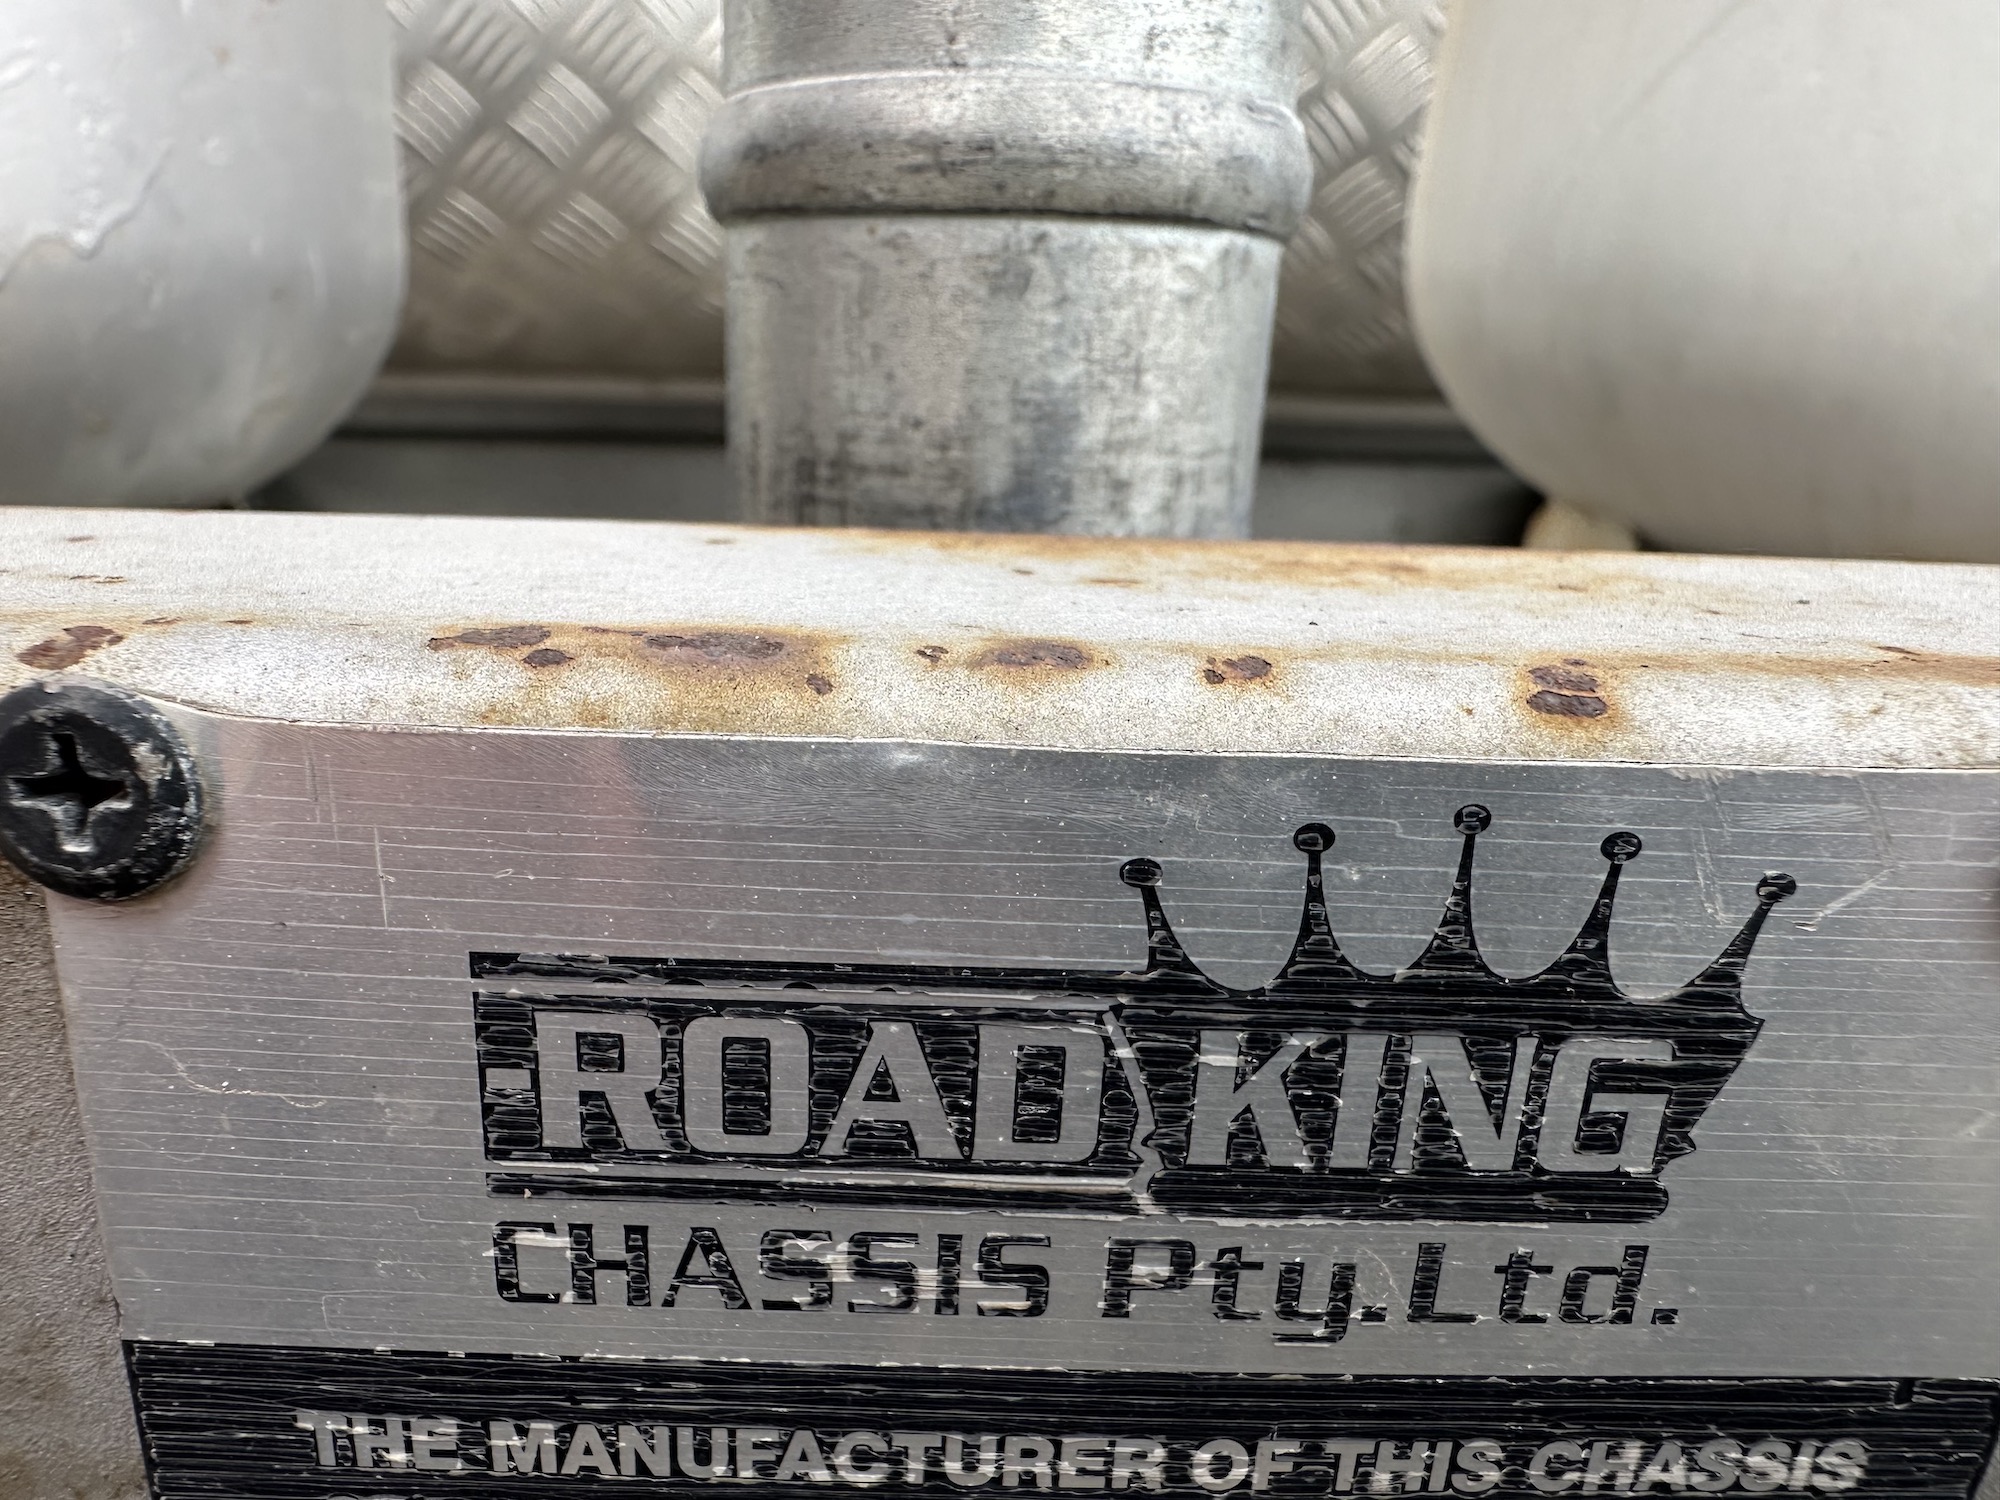 ROAD KING
CHASSIS Pty.Ltd.
THE MANUFACTURER OF THIS CHASSIS